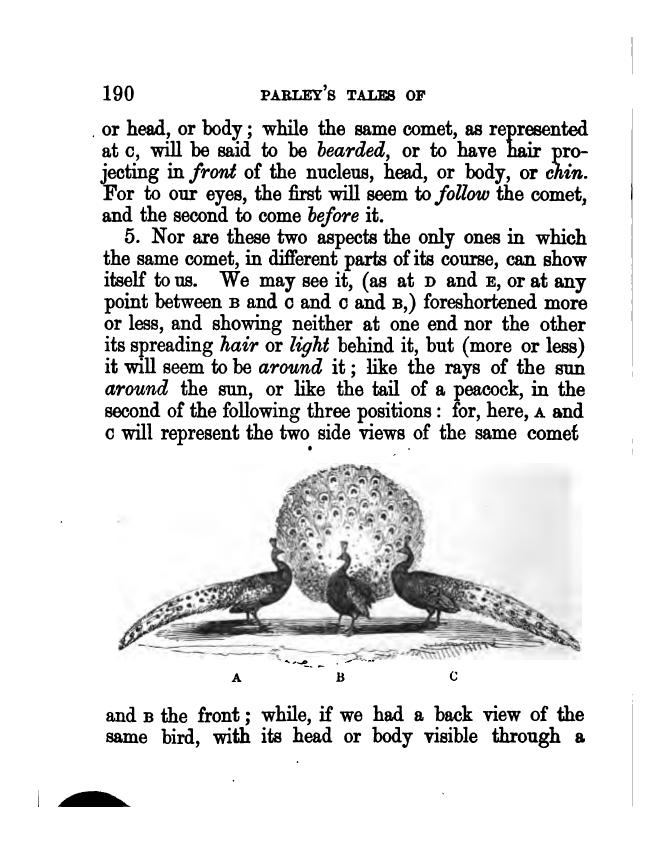 190 PARLEY'S TALES OF
or head, or body; while the same comet, as represented
at C, will be said to be bearded, or to have hair pro-
jecting in front of the nucleus, head, or body, or chin.
For to our eyes, the first will seem to follow the comet,
and the second to come before it.
5. Nor are these two aspects the only ones in which
the same comet, in different parts of its course, can show
itself to us. We may see it, (as at D and E, or at any
point between B and C and C and B,) foreshortened more
or less, and showing neither at one end nor the other
its spreading hair or light behind it, but (more or less)
it will seem to be around it; like the rays of the sun
around the sun, or like the tail of a peacock, in the
second of the following three positions: for, here, A and
C will represent the two side views of the same comet
A B C
and B the front; while, if we had a back view of the
same bird, with its head or body visible through a